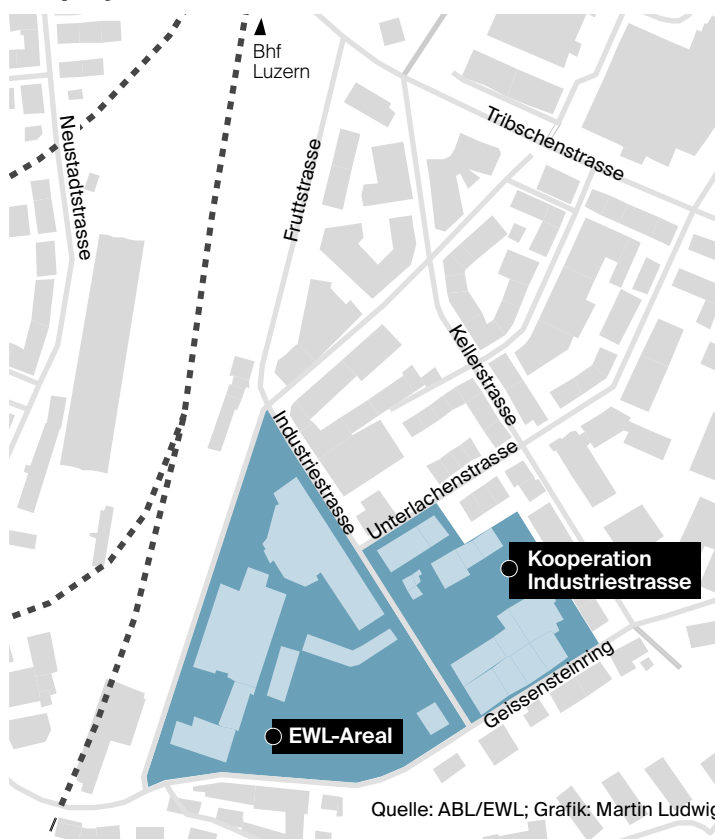 Bhf
Luzern
Neustadtstrasse
Fruttstrasse
Tribschenstrasse
Kellerstrasse
Industriestrasse
Unterlachenstrasse
Kooperation
Industriestrasse
Geissensteinring
EWL-Areal
Quelle: ABL/EWL; Grafik: Martin Ludwig